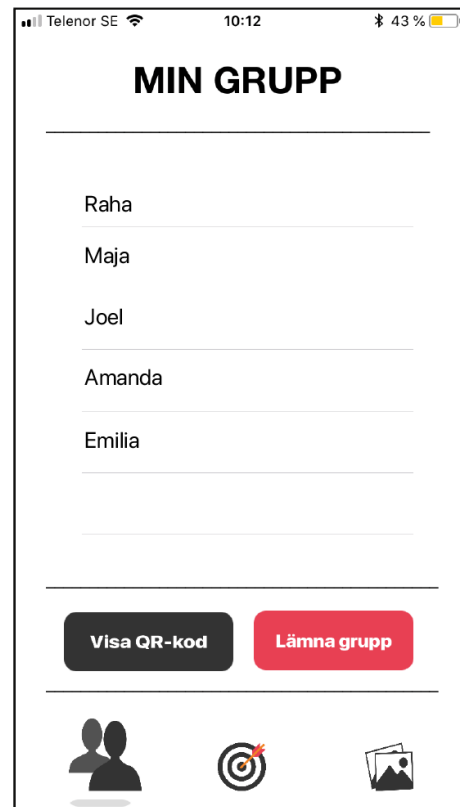 Telenor SE 10:12 43 %
MIN GRUPP
Raha
Maja
Joel
Amanda
Emilia
Visa QR-kod Lämna grupp